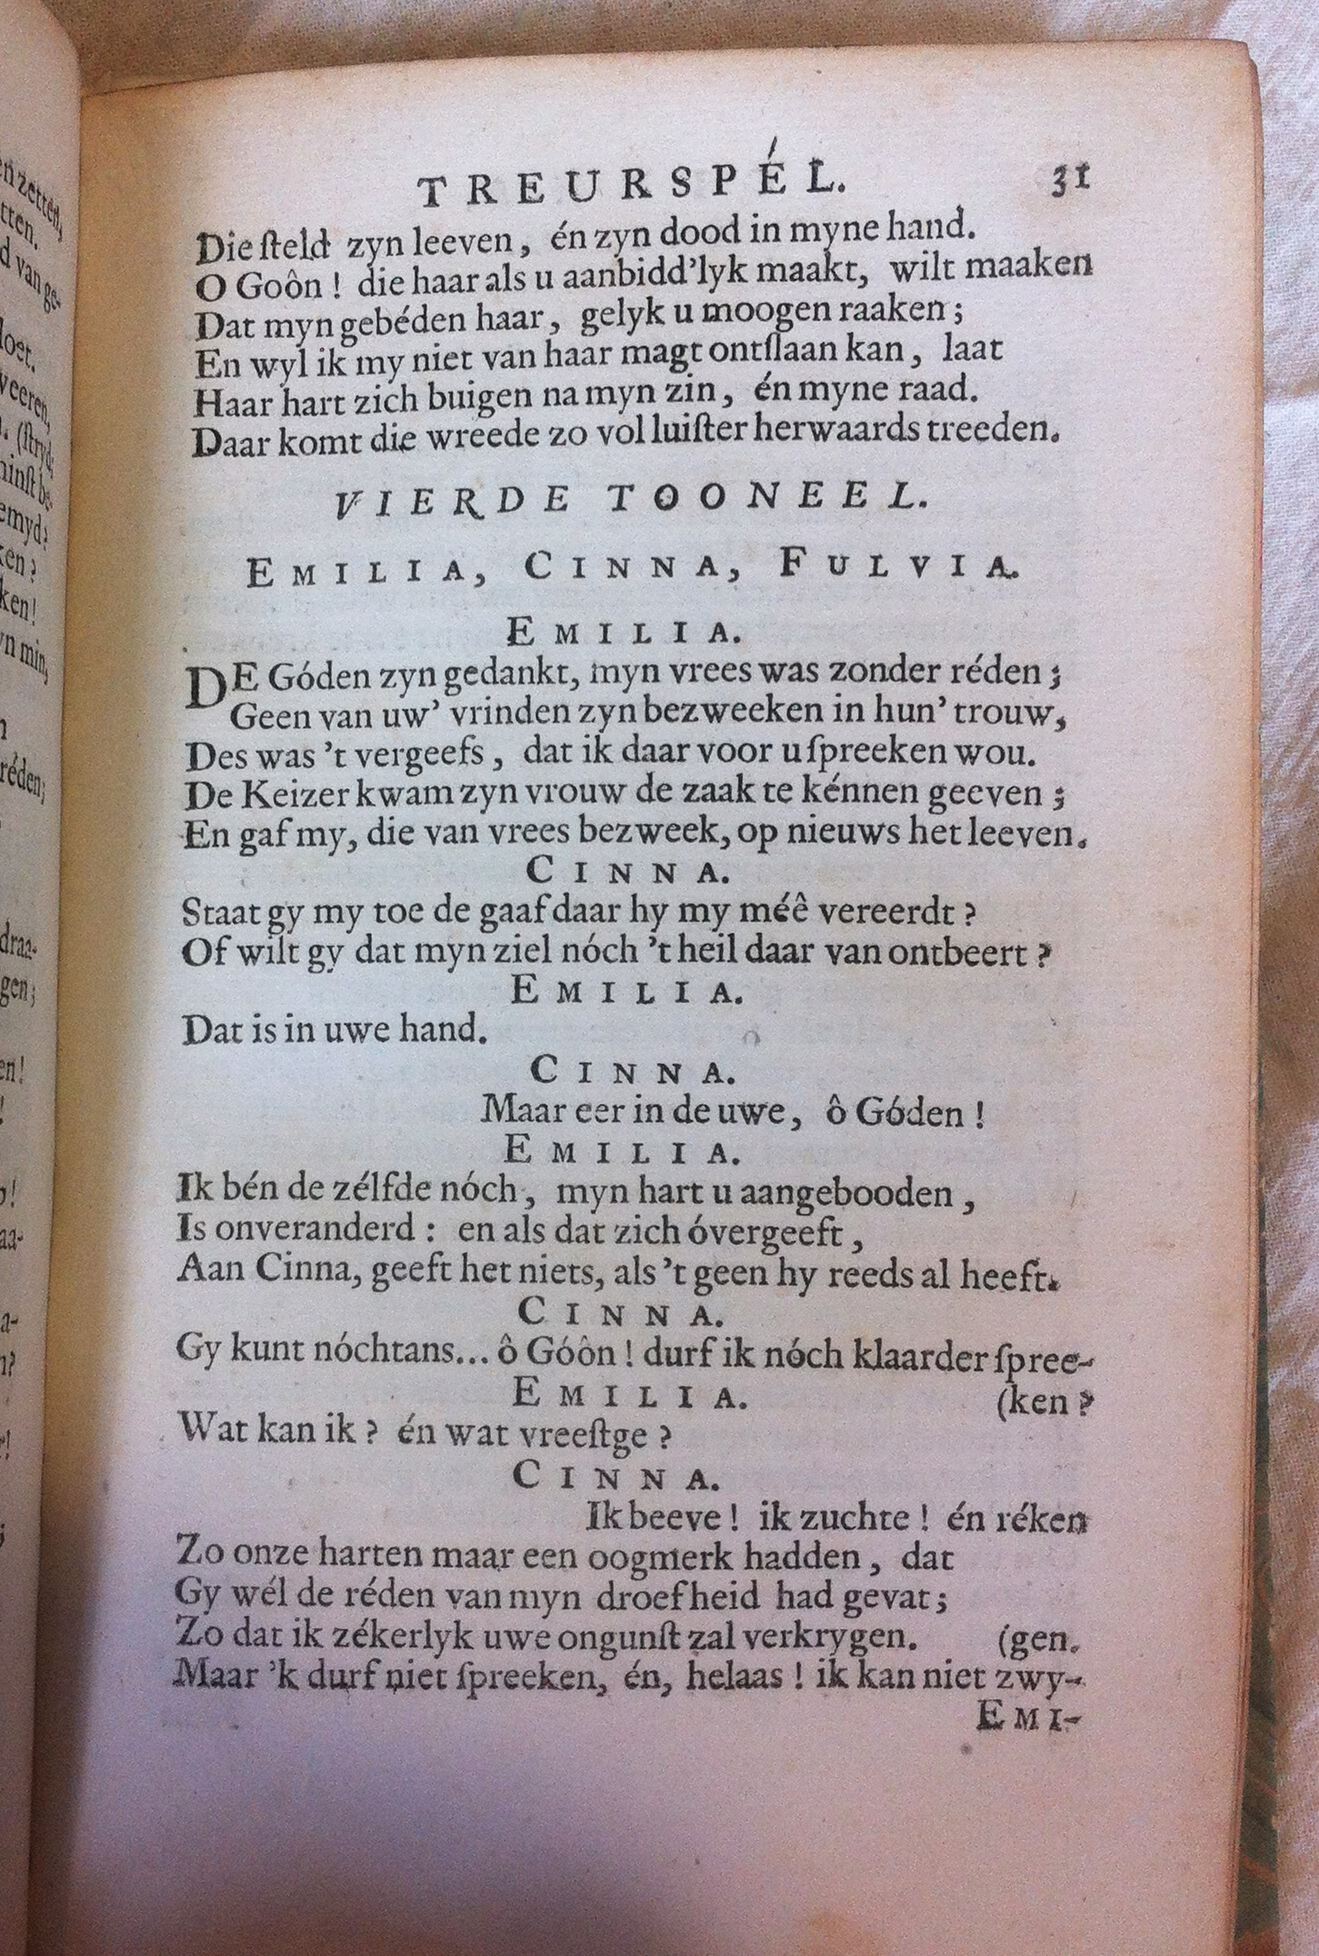 TREURSPÉL. 31
Die ſteld zyn leeven, én zyn dood in myne hand.
O Goôn! die haar als u aanbidd'lyk maakt, wilt maaken
Dat myn gebéden haar, gelyk u moogen raaken;
En wyl ik my niet van haar magt ontſlaan kan, laat
Haar hart zich buigen na myn zin, én myne raad.
Daar komt die wreede zo vol luiſter herwaards treeden.
VIERDE TOONEEL.
EMILIA, CINNA, FULVIA.
EMILIA.
DE Góden zyn gedankt, myn vrees was zonder réden;
Geen van uw' vrinden zyn bezweeken in hun' trouw,
Des was 't vergeefs, dat ik daar voor u ſpreeken wou.
De Keizer kwam zyn vrouw de zaak te kénnen geeven;
En gaf my, die van vrees bezweek, op nieuws het leeven.
CINNA.
Staat gy my toe de gaaf daar hy my méê vereerdt?
Of wilt gy dat myn ziel nóch 't heil daar van ontbeert?
EMILIA.
Dat is in uwe hand.
CINNA.
Maar eer in de uwe, ô Góden!
EMILIA.
Ik bén de zélfde nóch, myn hart u aangebooden,
Is onveranderd: en als dat zich óvergeeft,
Aan Cinna, geeft het niets, als 't geen hy reeds al heeft.
CINNA.
Gy kunt nóchtans... ô Góôn! durf ik nóch klaarder ſpree-
EMILIA. (ken?
Wat kan ik? én wat vreeſtge?
CINNA.
Ik beeve! ik zuchte! én réken
Zo onze harten maar een oogmerk hadden, dat
Gy wél de réden van myn droefheid had gevat;
Zo dat ik zékerlyk uwe ongunſt zal verkrygen. (gen.
Maar 'k durf niet ſpreeken, én, helaas! ik kan niet zwy-
EMI-